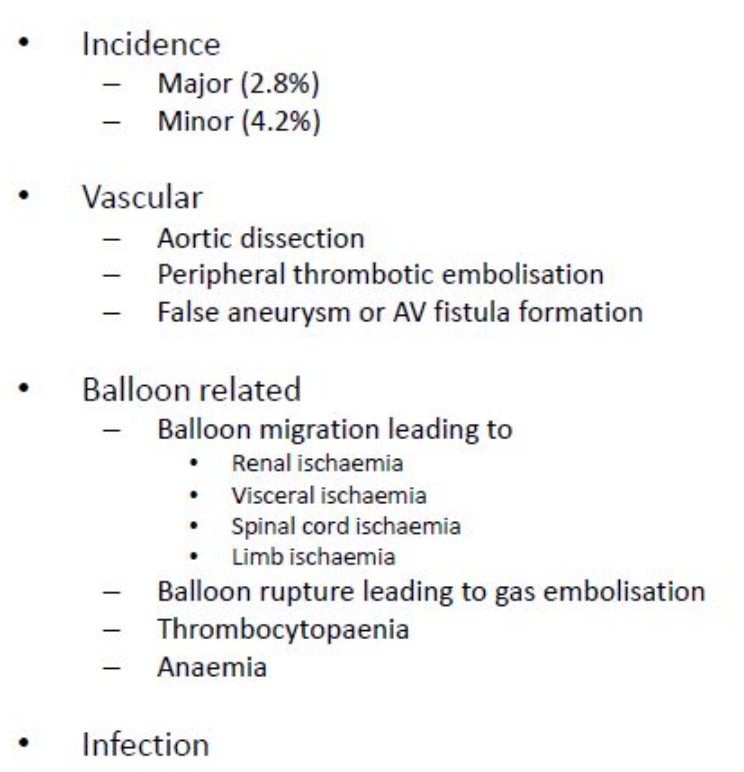 • Incidence
– Major (2.8%)
– Minor (4.2%)
• Vascular
– Aortic dissection
– Peripheral thrombotic embolisation
– False aneurysm or AV fistula formation
• Balloon related
– Balloon migration leading to
• Renal ischaemia
• Visceral ischaemia
• Spinal cord ischaemia
• Limb ischaemia
– Balloon rupture leading to gas embolisation
– Thrombocytopaenia
– Anaemia
• Infection